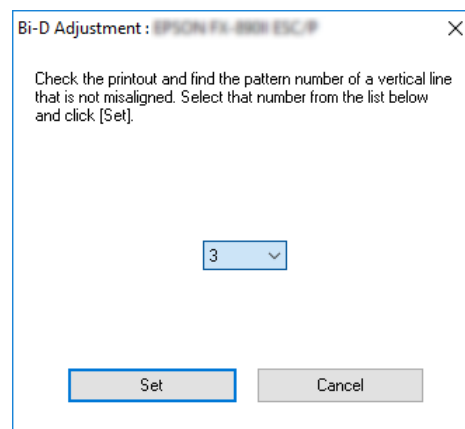 Bi-D Adjustment :
Check the printout and find the pattern number of a vertical line
that is not misaligned. Select that number from the list below
and click [Set].
3
Set Cancel